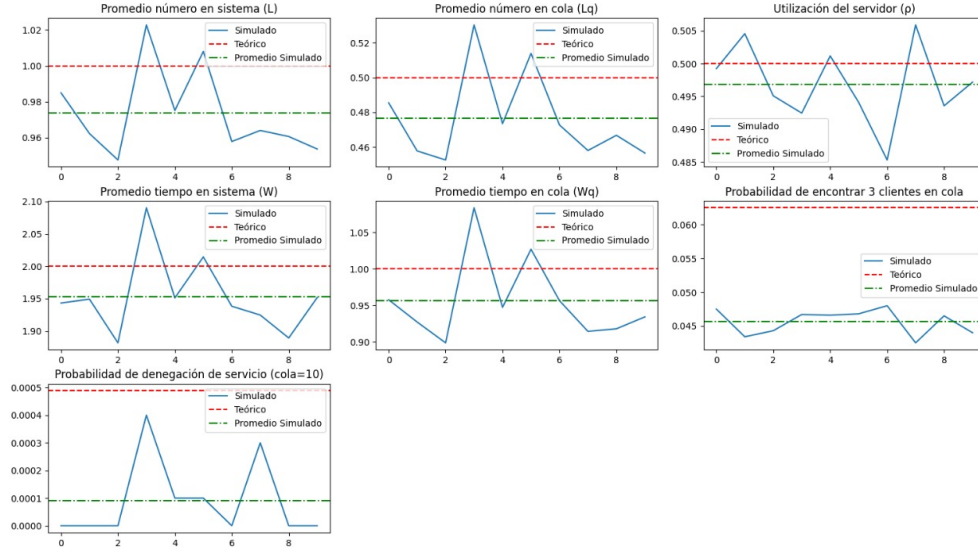 Promedio número en sistema (L)
1.02
1.00
0.98
0.96
0 2 4 6 8
Simulado
Teórico
Promedio Simulado
Promedio número en cola (Lq)
0.52
0.50
0.48
0.46
0 2 4 6 8
Simulado
Teórico
Promedio Simulado
Utilización del servidor (ρ)
0.505
0.500
0.495
0.490
0.485
0 2 4 6 8
Simulado
Teórico
Promedio Simulado
Promedio tiempo en sistema (W)
2.10
2.05
2.00
1.95
1.90
0 2 4 6 8
Simulado
Teórico
Promedio Simulado
Promedio tiempo en cola (Wq)
1.05
1.00
0.95
0.90
0 2 4 6 8
Simulado
Teórico
Promedio Simulado
Probabilidad de encontrar 3 clientes en cola
0.060
0.055
0.050
0.045
0 2 4 6 8
Simulado
Teórico
Promedio Simulado
Probabilidad de denegación de servicio (cola=10)
0.0005
0.0004
0.0003
0.0002
0.0001
0.0000
0 2 4 6 8
Simulado
Teórico
Promedio Simulado